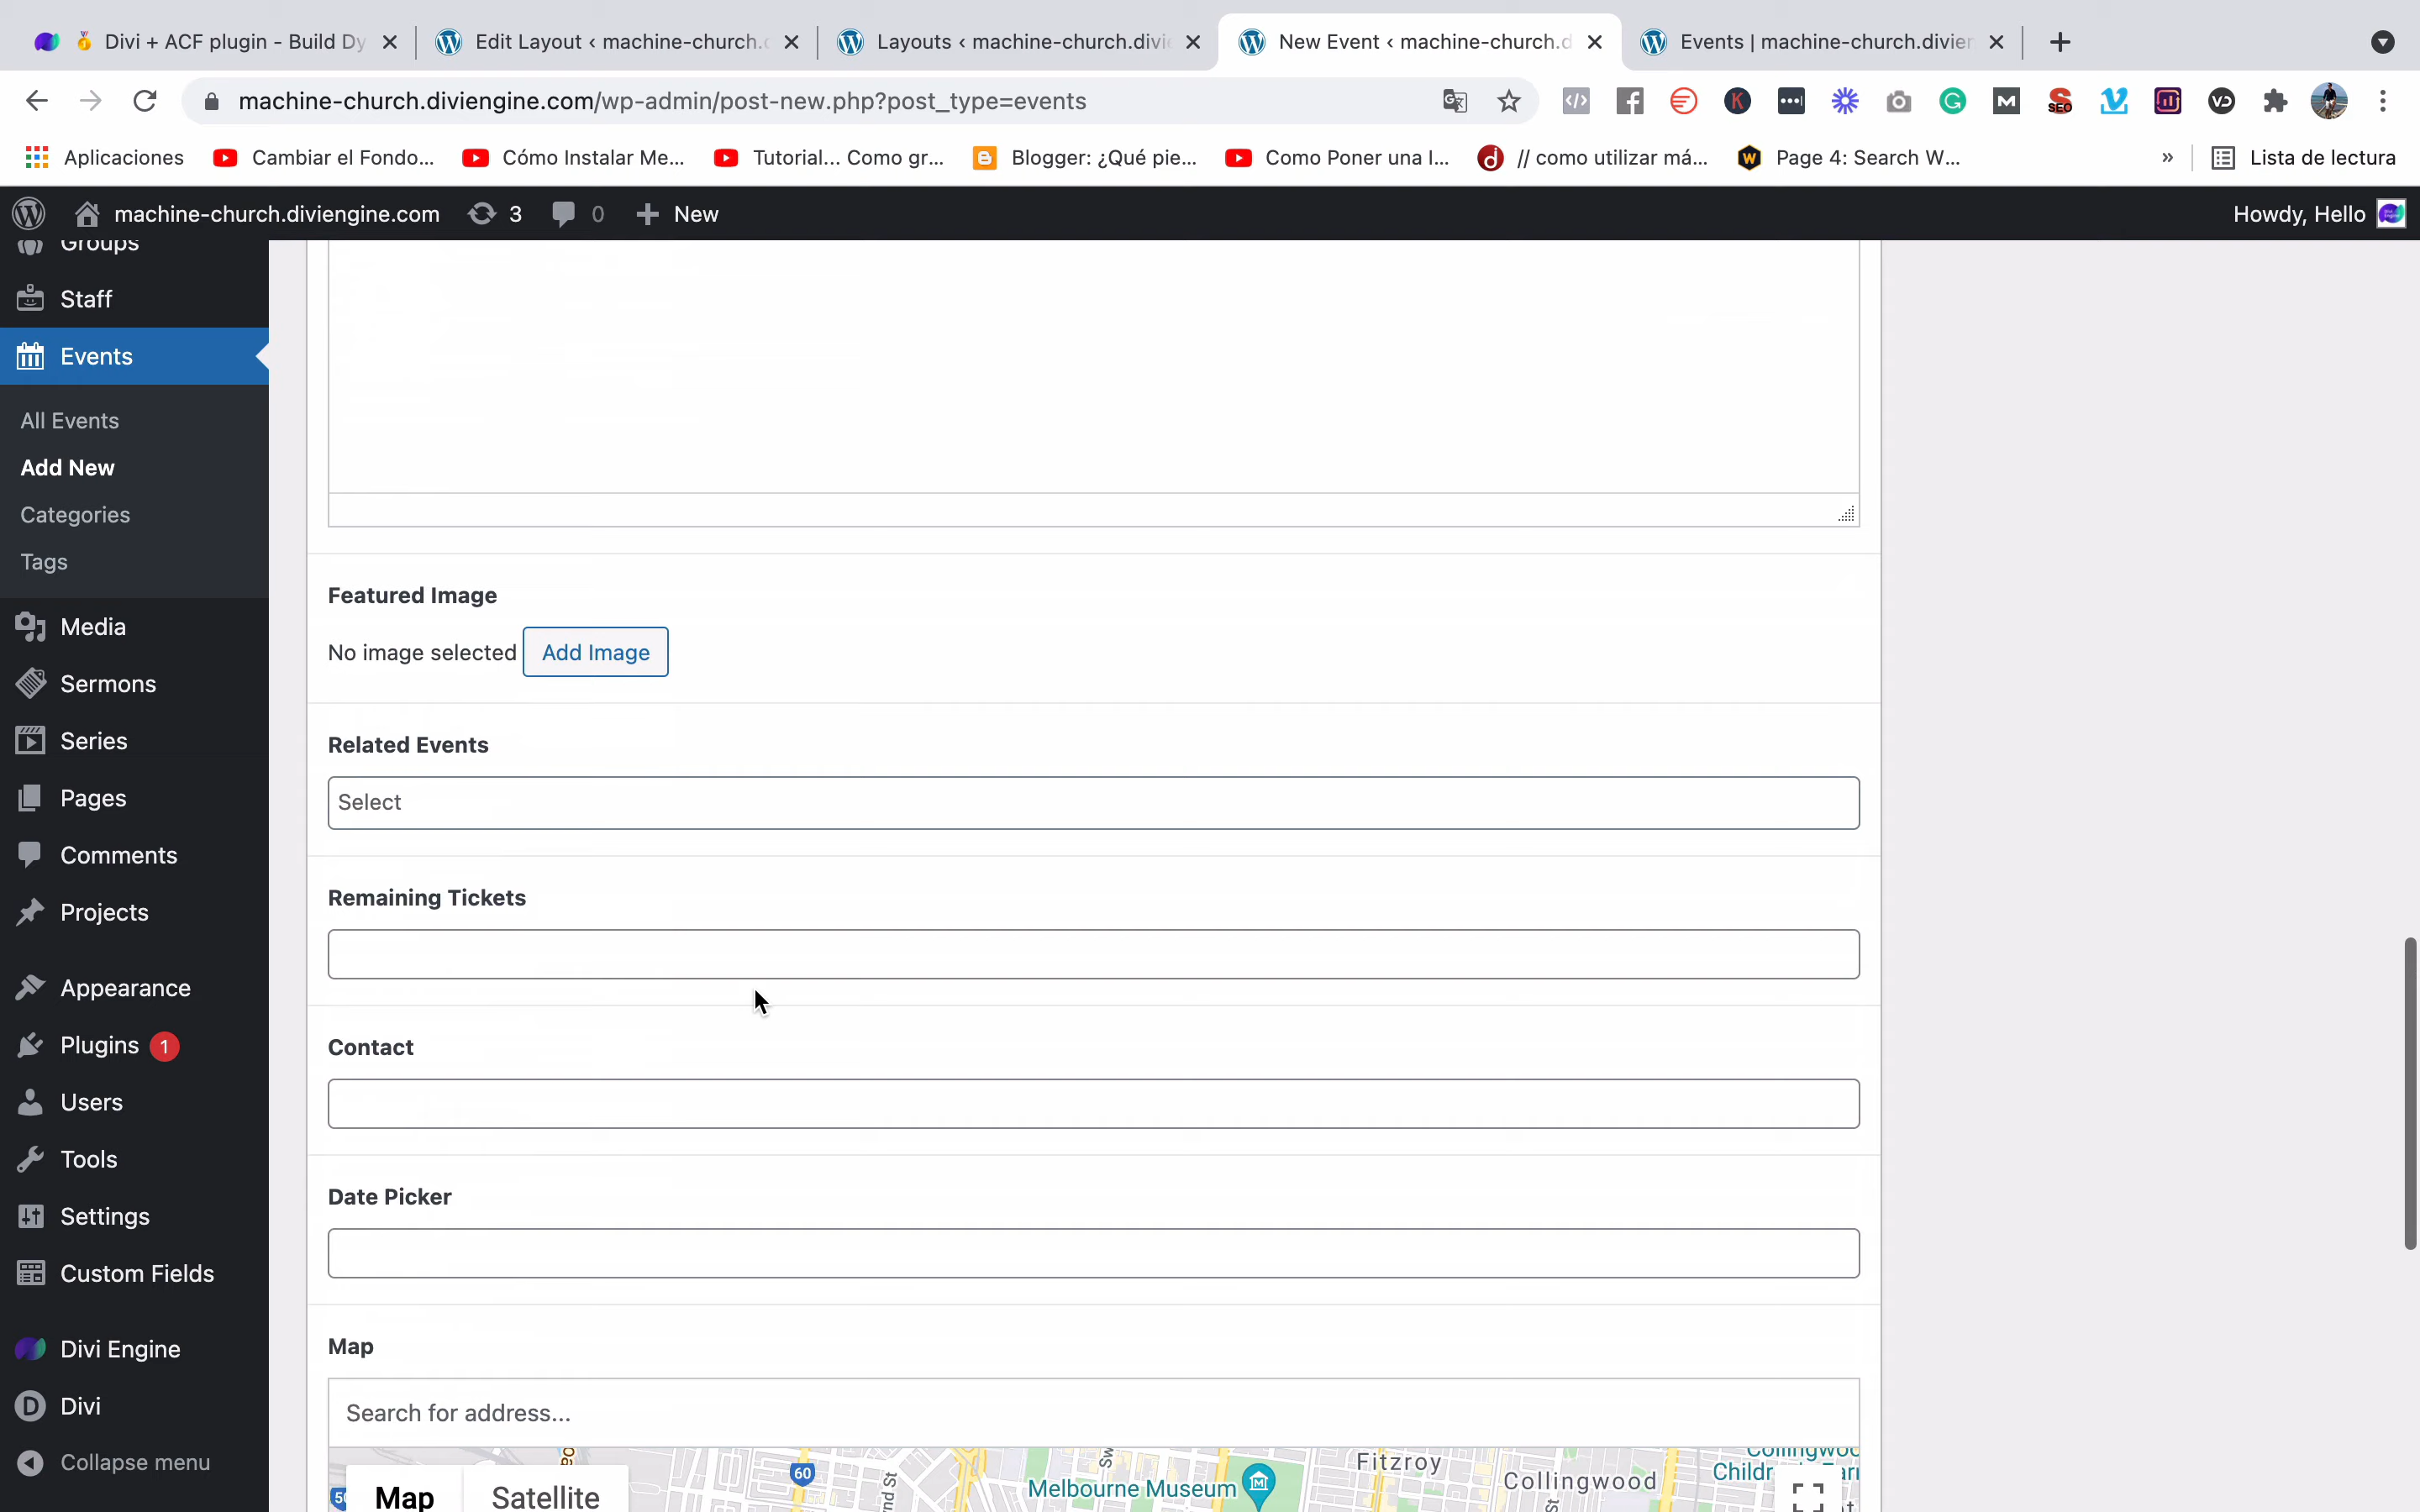 Divi + ACF plugin - Build Dy
Edit Layout < machine-church.c
Layouts < machine-church.divie
New Event < machine-church.d
Events | machine-church.divier
machine-church.diviengine.com/wp-admin/post-new.php?post_type=events
Aplicaciones
Cambiar el Fondo...
Cómo Instalar Me...
Tutorial... Como gr...
Blogger: ¿Qué pie...
Como Poner una I...
// como utilizar má...
Page 4: Search W...
»
Lista de lectura
machine-church.diviengine.com
3
0
New
Howdy, Hello
Groups
Staff
Events
All Events
Add New
Categories
Tags
Media
Sermons
Series
Pages
Comments
Projects
Appearance
Plugins 1
Users
Tools
Settings
Custom Fields
Divi Engine
Divi
Collapse menu
Featured Image
No image selected Add Image
Related Events
Select
Remaining Tickets
Contact
Date Picker
Map
Search for address...
Map
Satellite
60
Melbourne Museum
Fitzroy
Collingwood